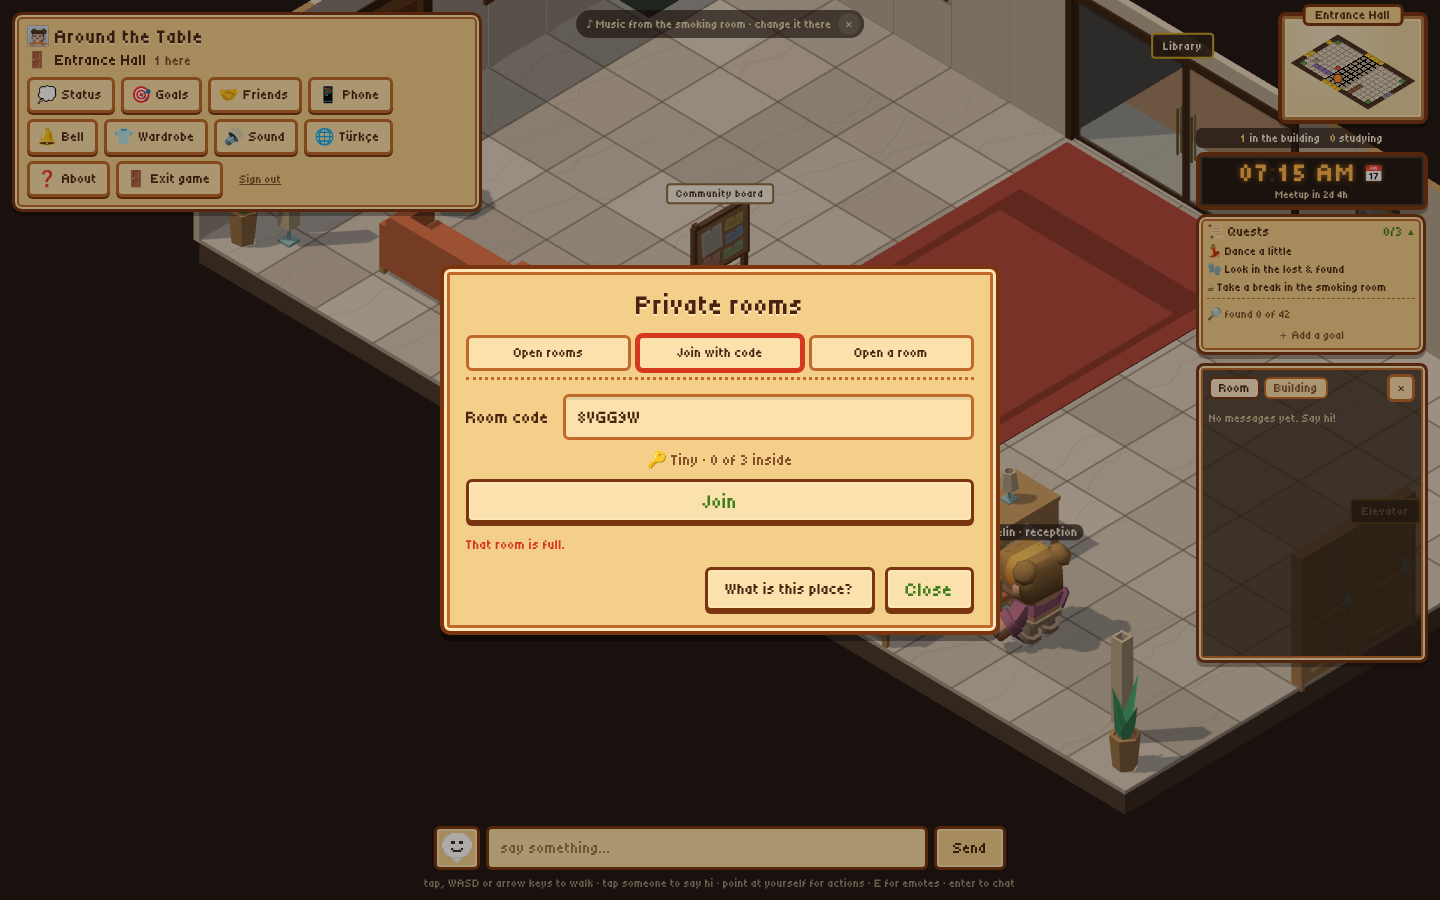 Around the Table
Entrance Hall 1 here
Status Goals Friends Phone
Bell Wardrobe Sound Türkçe
About Exit game Sign out
♪ Music from the smoking room · change it there ×
Library
Entrance Hall
1 in the building 0 studying
07:15 AM
17
Meetup in 2d 4h
Quests 0/3 ▲
Dance a little
Look in the lost & found
Take a break in the smoking room
found 0 of 42
+ Add a goal
Community board
Private rooms
Open rooms Join with code Open a room
Room code 8VGG9W
Tiny · 0 of 3 inside
Join
That room is full.
What is this place? Close
Room Building ×
No messages yet. Say hi!
Elevator
· reception
say something... Send
tap, WASD or arrow keys to walk · tap someone to say hi · point at yourself for actions · E for emotes · enter to chat